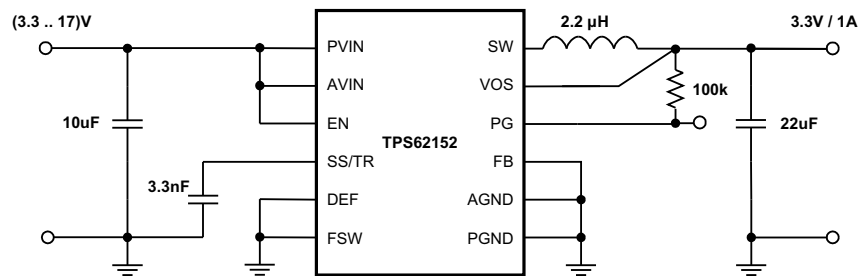 (3.3 .. 17)V
2.2 µH
3.3V / 1A
PVIN
SW
AVIN
VOS
100k
10uF
EN
PG
22uF
TPS62152
SS/TR
FB
3.3nF
DEF
AGND
FSW
PGND